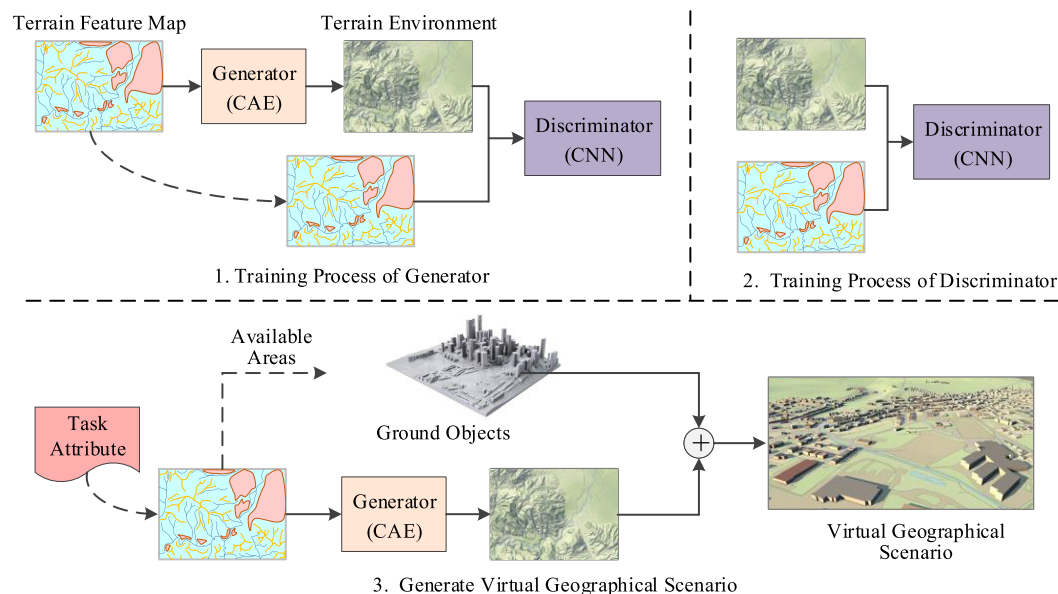 Terrain Feature Map
Terrain Environment
Generator
(CAE)
Discriminator
(CNN)
1. Training Process of Generator
Discriminator
(CNN)
2. Training Process of Discriminator
Available
Areas
Task
Attribute
Ground Objects
Generator
(CAE)
Virtual Geographical
Scenario
3. Generate Virtual Geographical Scenario